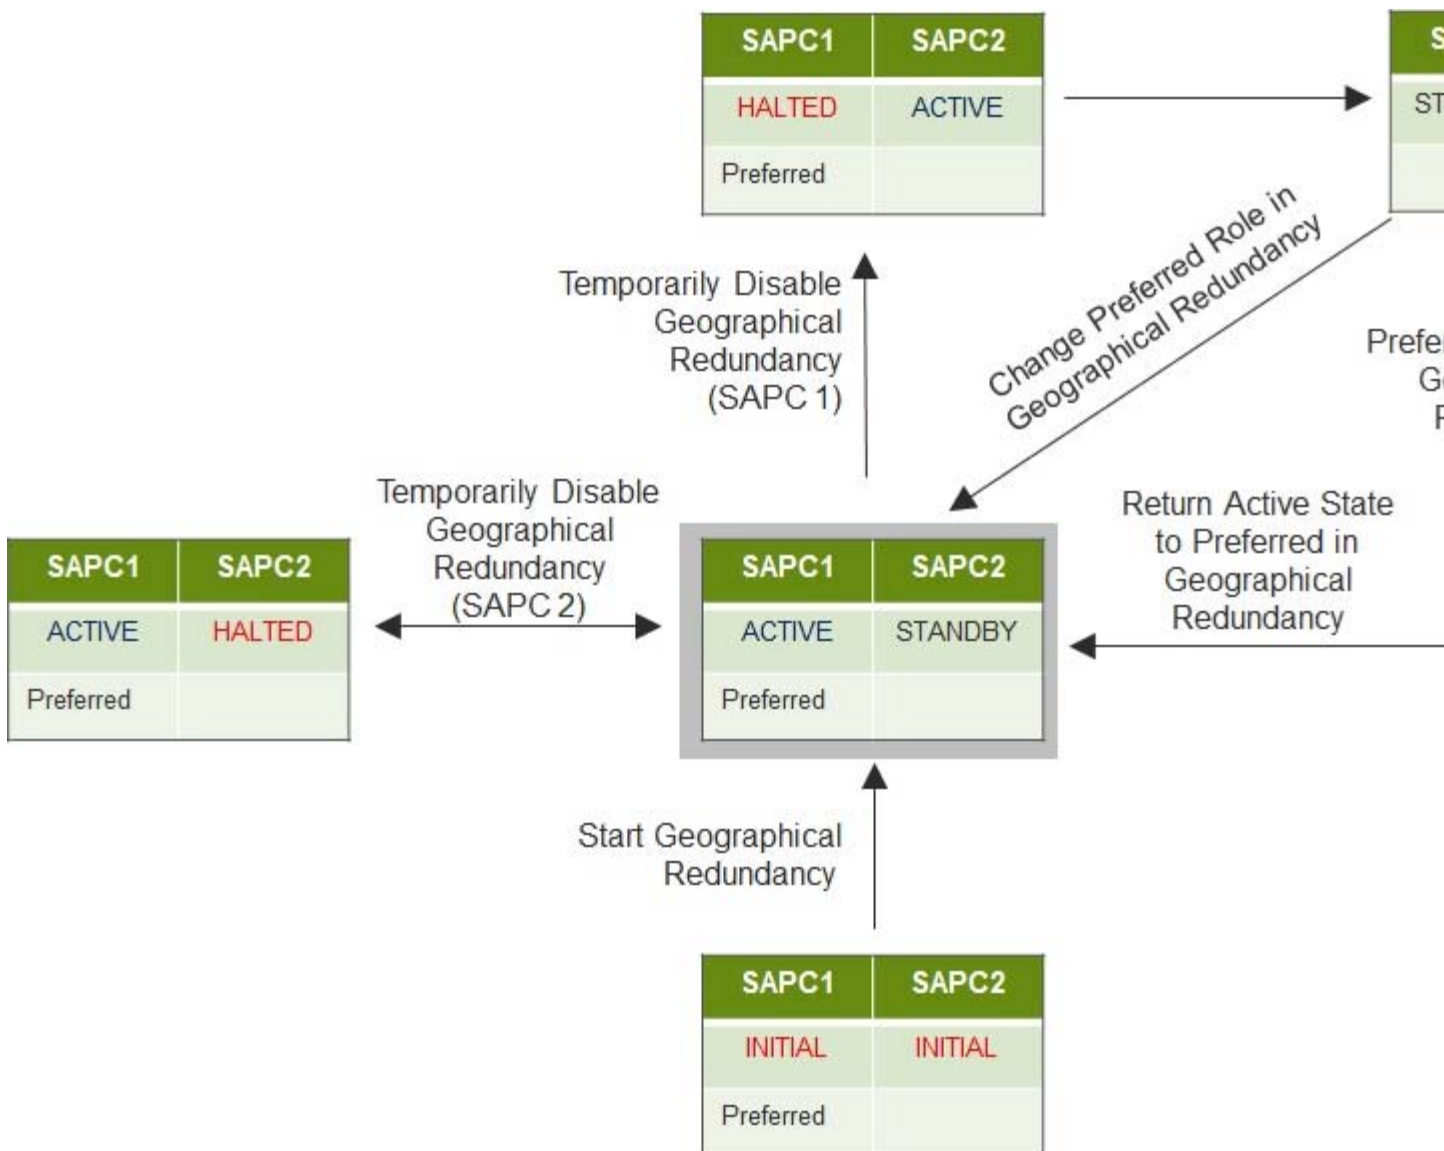 SAPC1 SAPC2
HALTED ACTIVE
Preferred
Temporarily Disable
Geographical
Redundancy
(SAPC 1)
Change Preferred Role in
Geographical Redundancy
Temporarily Disable
Geographical
Redundancy
(SAPC 2)
Return Active State
to Preferred in
Geographical
Redundancy
SAPC1 SAPC2
ACTIVE HALTED
Preferred
SAPC1 SAPC2
ACTIVE STANDBY
Preferred
Start Geographical
Redundancy
SAPC1 SAPC2
INITIAL INITIAL
Preferred